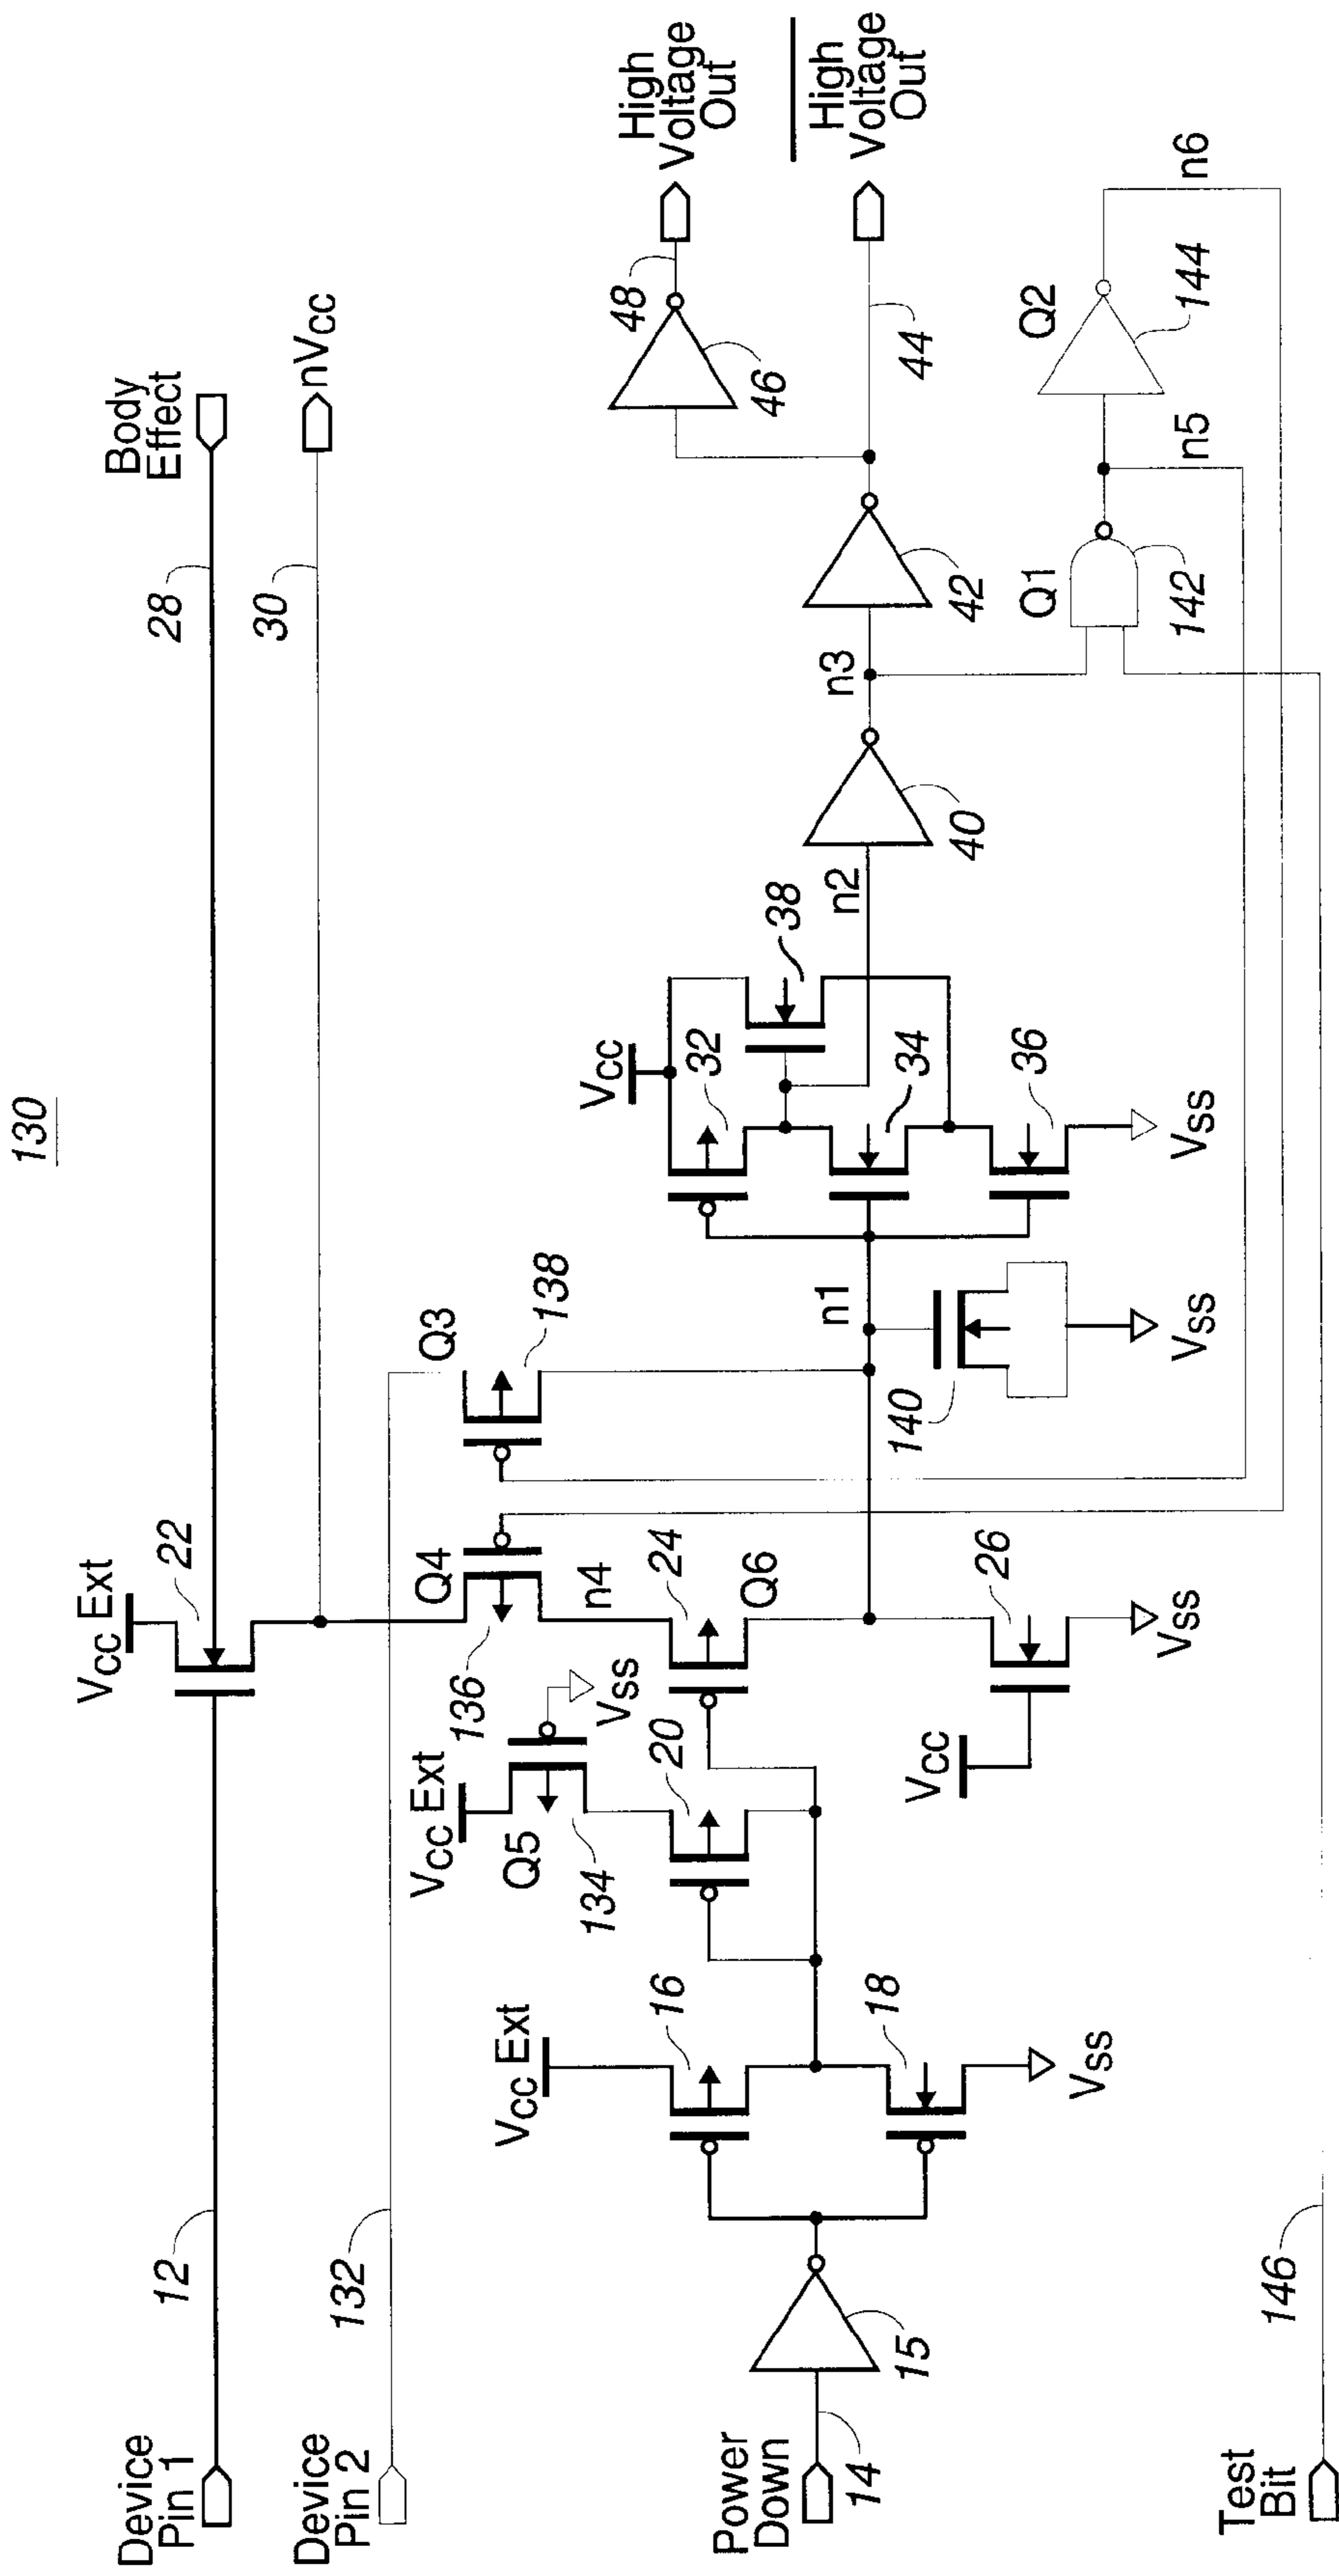 130
Device
Pin 1
12
28
Body
Effect
Vcc Ext
22
30
nVcc
Device
Pin 2
132
Vcc Ext
Q5
134
Vss
136
Q4
n4
Q3
138
Vcc Ext
16
18
Vss
20
24
Q6
Vcc
26
Vss
n1
140
Vss
Vcc
32
38
34
36
Vss
n2
40
n3
42
44
46
48
High
Voltage
Out
High
Voltage
Out
Power
Down
14
15
Q1
142
n5
Q2
144
n6
Test
Bit
146